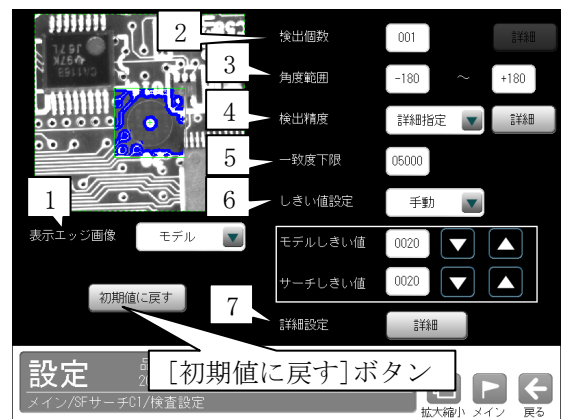 2
検出個数
001
詳細
3
角度範囲
-180
～
+180
4
検出精度
詳細指定
詳細
5
一致度下限
05000
1
6
しきい値設定
手動
表示エッジ画像
モデル
モデルしきい値
0020
サーチしきい値
0020
初期値に戻す
7
詳細設定
詳細
[初期値に戻す]ボタン
設定
メイン/SFサーチC1/検査設定
拡大縮小
メイン
戻る